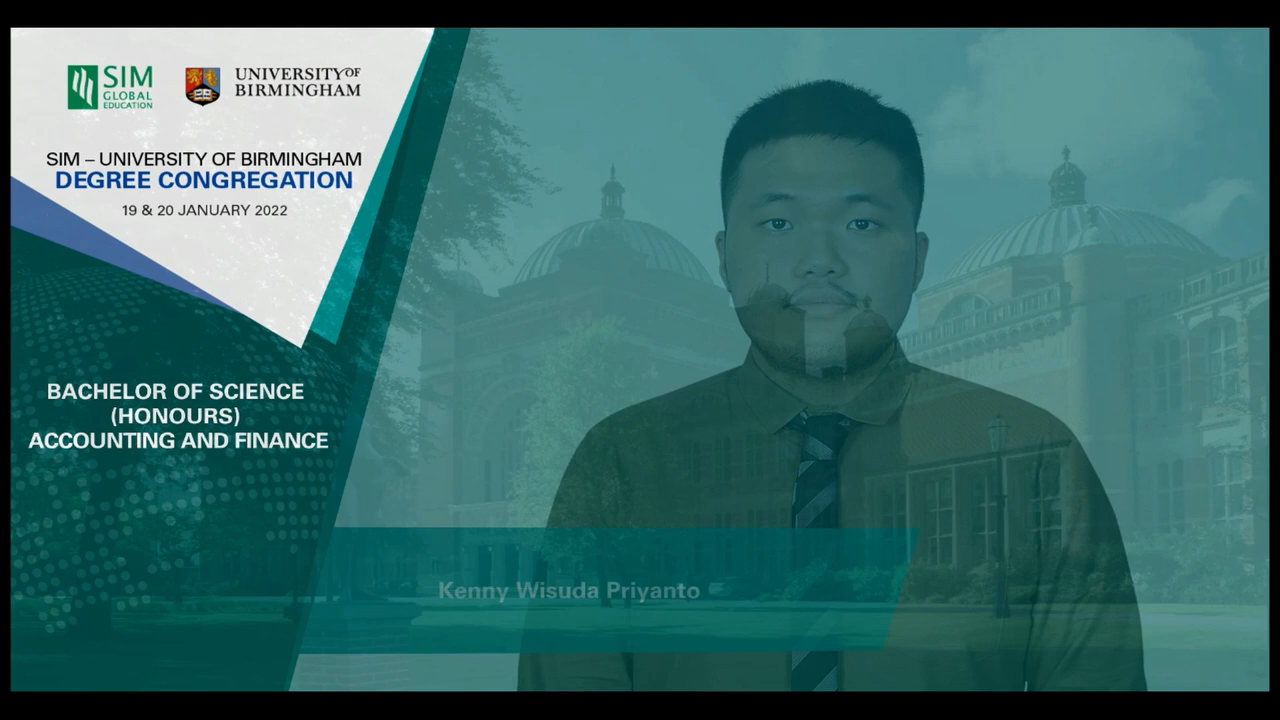 SIM
GLOBAL
EDUCATION
UNIVERSITY OF
BIRMINGHAM
SIM – UNIVERSITY OF BIRMINGHAM
DEGREE CONGREGATION
19 & 20 JANUARY 2022
BACHELOR OF SCIENCE
(HONOURS)
ACCOUNTING AND FINANCE
Kenny Wisuda Priyanto